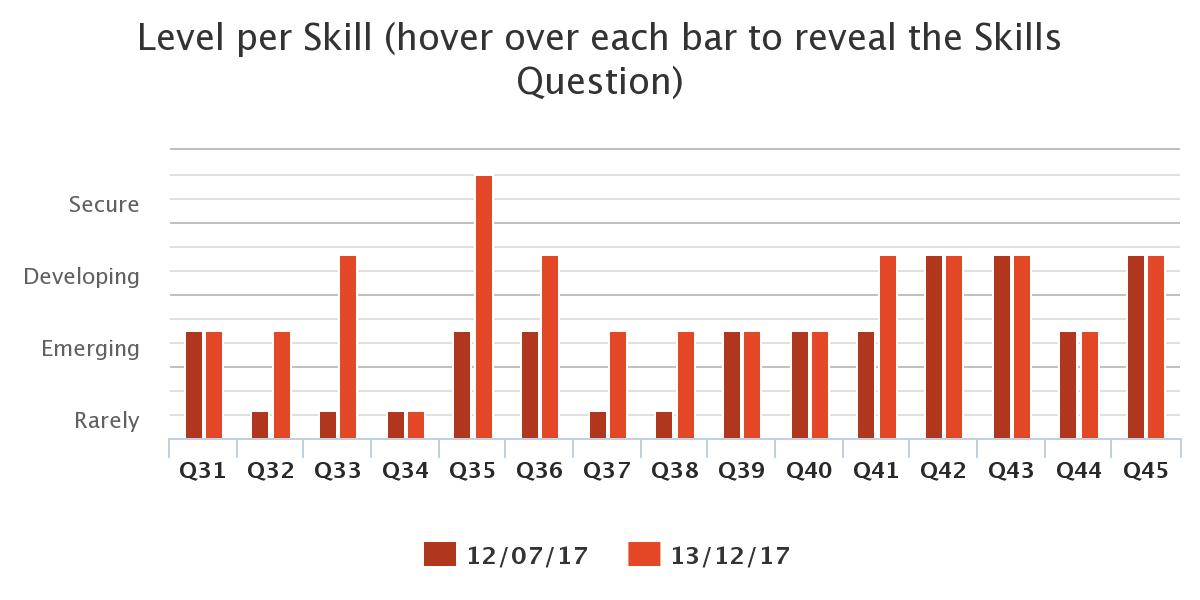 Level per Skill (hover over each bar to reveal the Skills
Question)
Secure
Developing
Emerging
Rarely
Q31 Q32 Q33 Q34 Q35 Q36 Q37 Q38 Q39 Q40 Q41 Q42 Q43 Q44 Q45
12/07/17 13/12/17